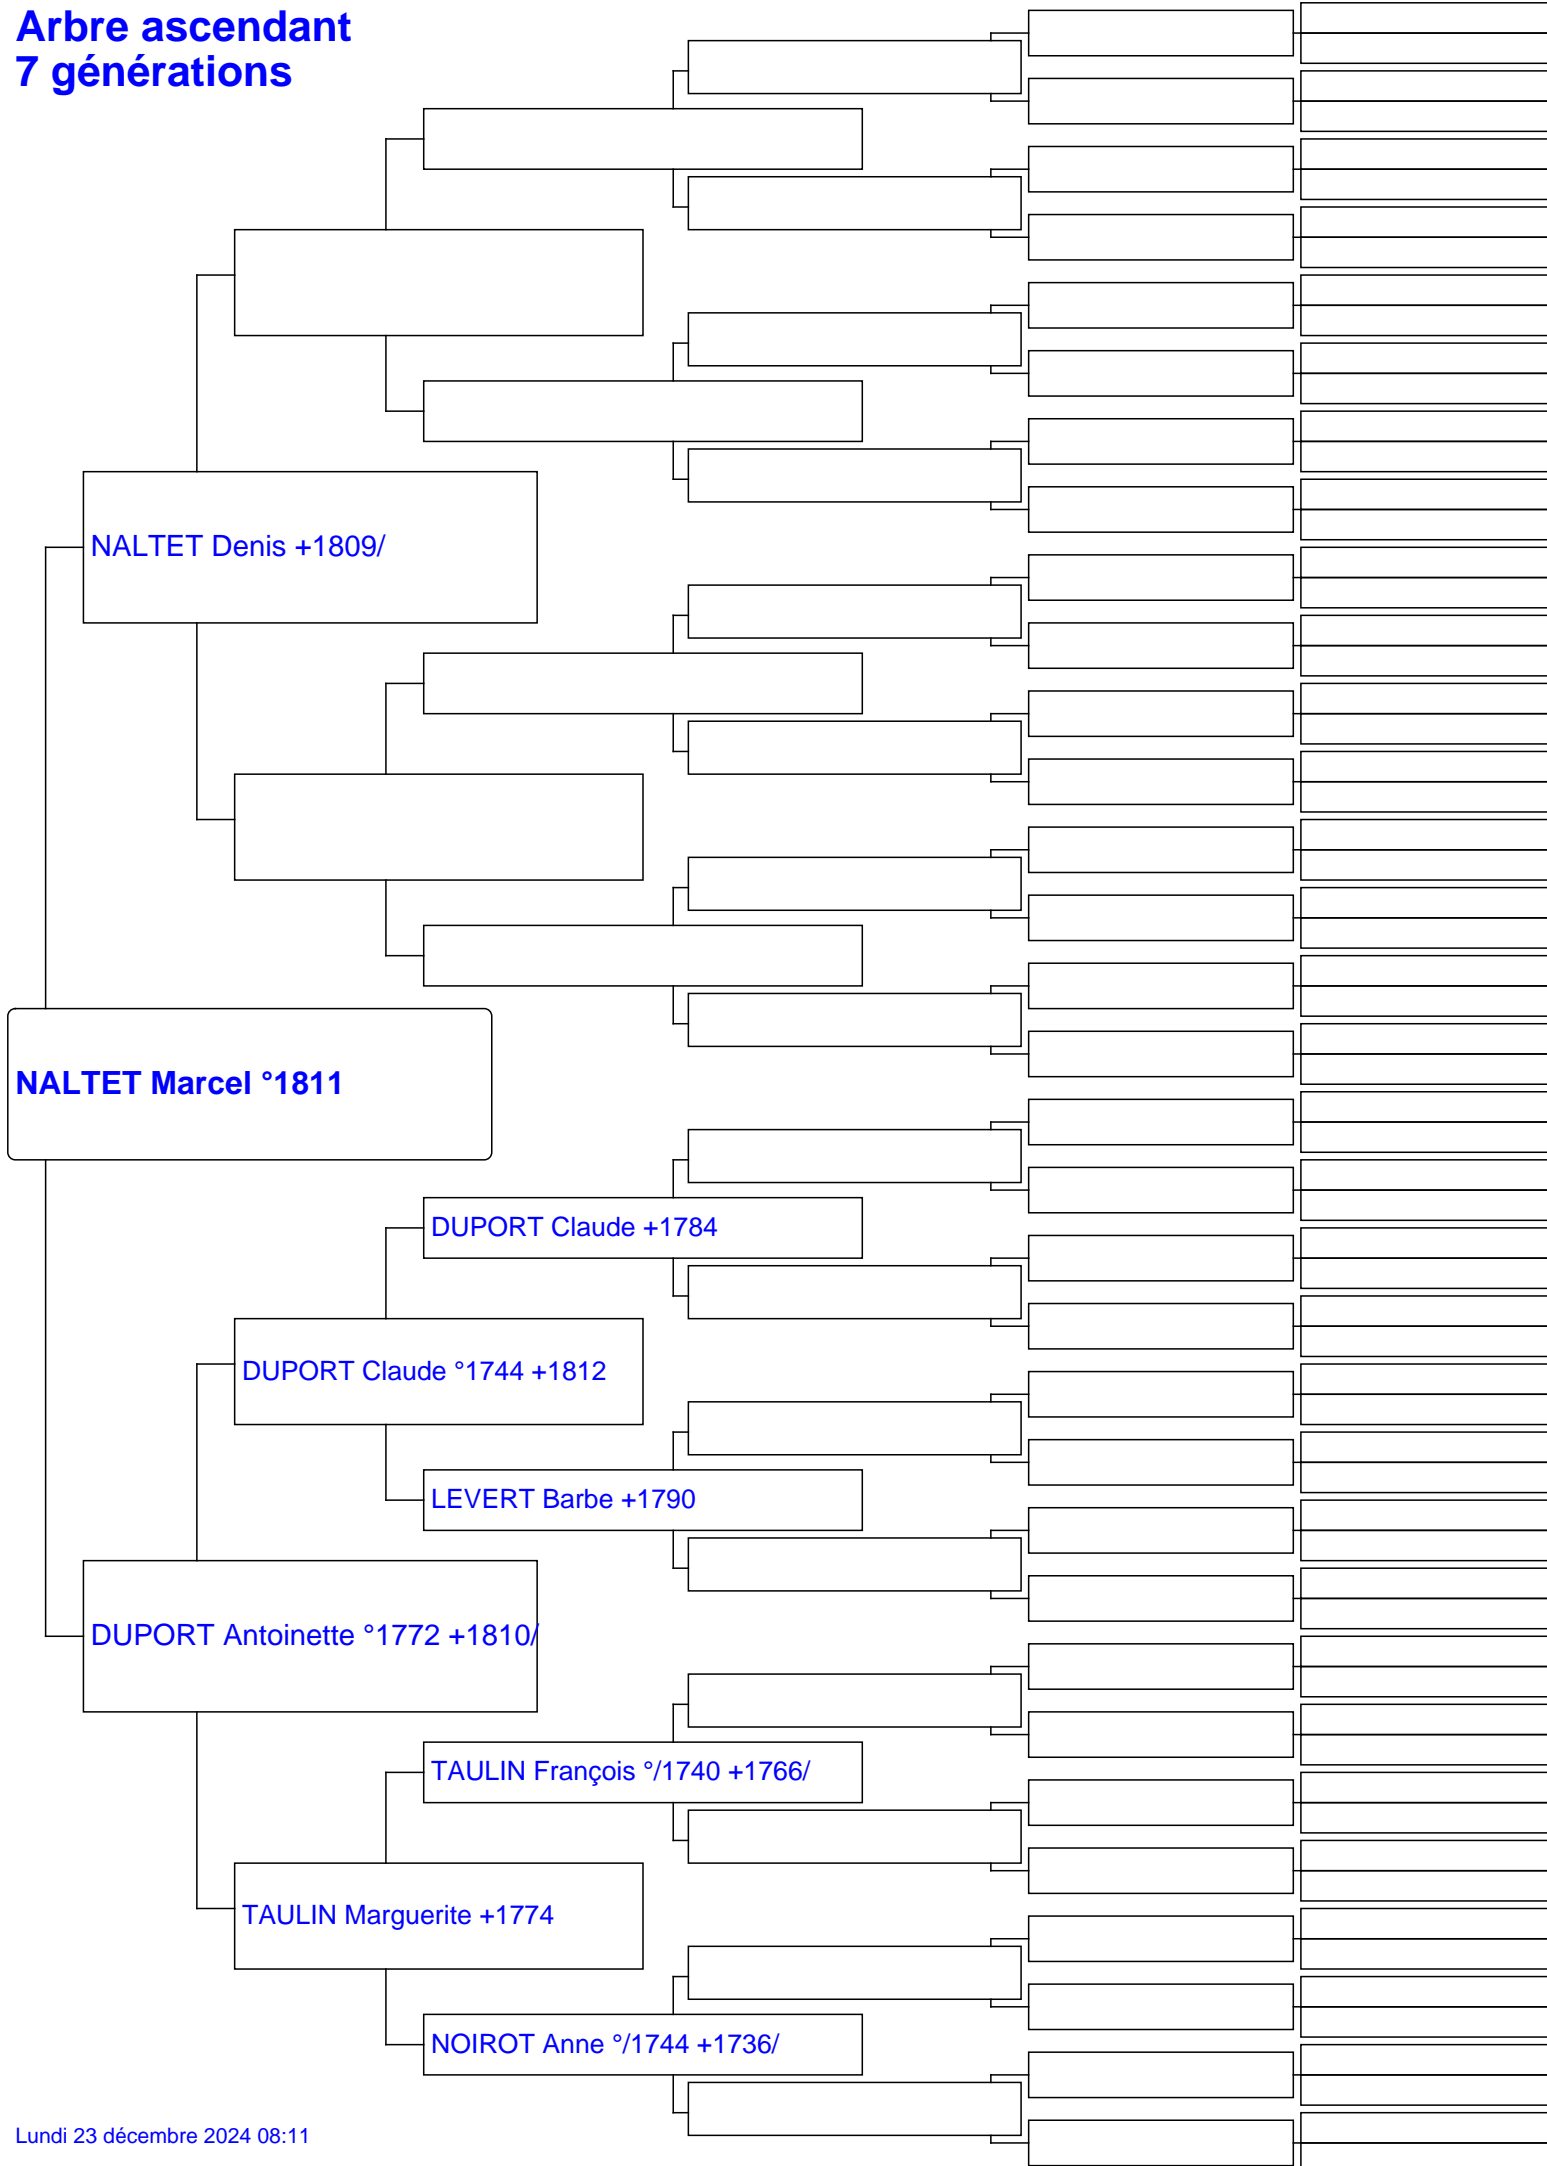 Arbre ascendant
7 générations
NALTET Denis +1809/
NALTET Marcel °1811
DUPORT Claude +1784
DUPORT Claude °1744 +1812
LEVERT Barbe +1790
DUPORT Antoinette °1772 +1810/
TAULIN François °/1740 +1766/
TAULIN Marguerite +1774
NOIROT Anne °/1744 +1736/
Lundi 23 décembre 2024 08:11